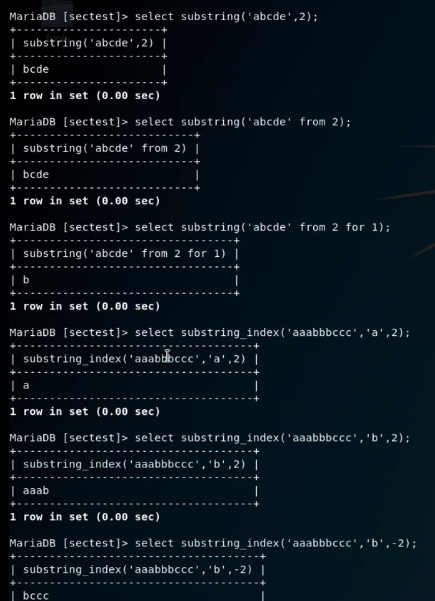 MariaDB [sectest]> select substring('abcde',2);
+--------------------+
| substring('abcde',2) |
+--------------------+
| bcde |
+--------------------+
1 row in set (0.00 sec)
MariaDB [sectest]> select substring('abcde' from 2);
+-------------------------+
| substring('abcde' from 2) |
+-------------------------+
| bcde |
+-------------------------+
1 row in set (0.00 sec)
MariaDB [sectest]> select substring('abcde' from 2 for 1);
+-------------------------------+
| substring('abcde' from 2 for 1) |
+-------------------------------+
| b |
+-------------------------------+
1 row in set (0.00 sec)
MariaDB [sectest]> select substring_index('aaabbbccc','a',2);
+----------------------------------+
| substring_index('aaabbbccc','a',2) |
+----------------------------------+
| a |
+----------------------------------+
1 row in set (0.00 sec)
MariaDB [sectest]> select substring_index('aaabbbccc','b',2);
+----------------------------------+
| substring_index('aaabbbccc','b',2) |
+----------------------------------+
| aaab |
+----------------------------------+
1 row in set (0.00 sec)
MariaDB [sectest]> select substring_index('aaabbbccc','b',-2);
+-----------------------------------+
| substring_index('aaabbbccc','b',-2) |
+-----------------------------------+
| bccc |